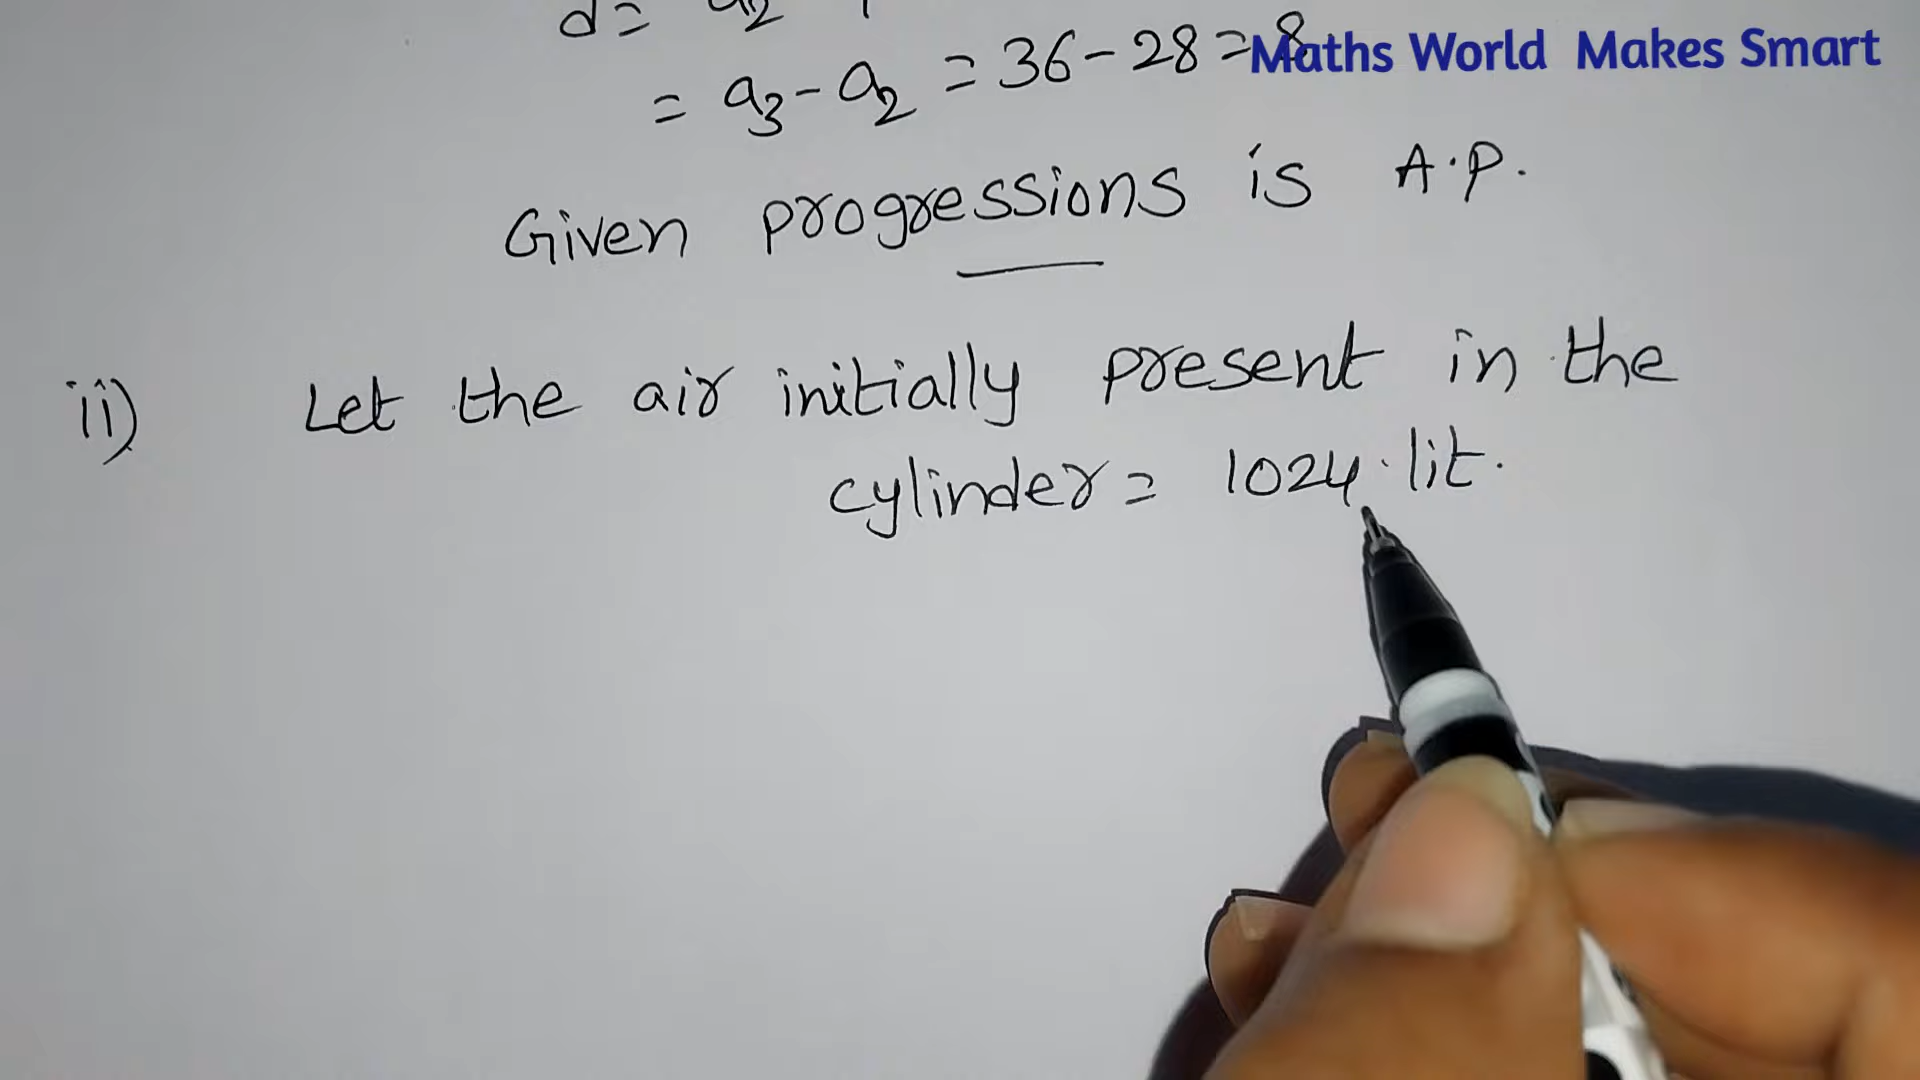 d = a₂
= a₃ - a₂ = 36 - 28 = 8
Maths World Makes Smart
Given progressions is A.P.
ii) Let the air initially present in the
cylinder = 1024 lit.